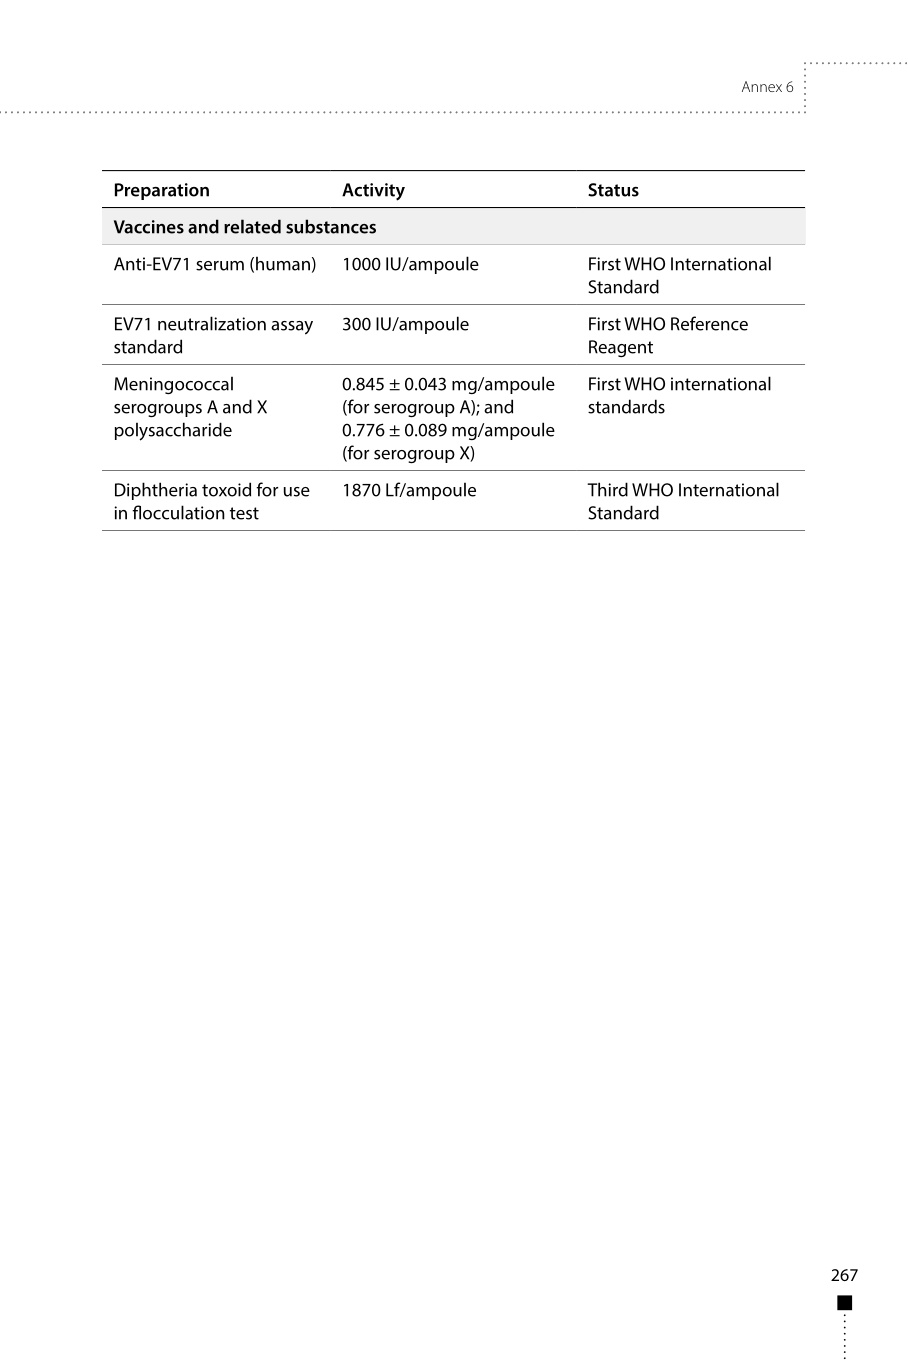 Annex 6
Preparation Activity Status
Vaccines and related substances
Anti-EV71 serum (human) 1000 IU/ampoule First WHO International
Standard
EV71 neutralization assay 300 IU/ampoule First WHO Reference
standard Reagent
Meningococcal 0.845 ± 0.043 mg/ampoule First WHO international
serogroups A and X (for serogroup A); and standards
polysaccharide 0.776 ± 0.089 mg/ampoule
(for serogroup X)
Diphtheria toxoid for use 1870 Lf/ampoule Third WHO International
in flocculation test Standard
267